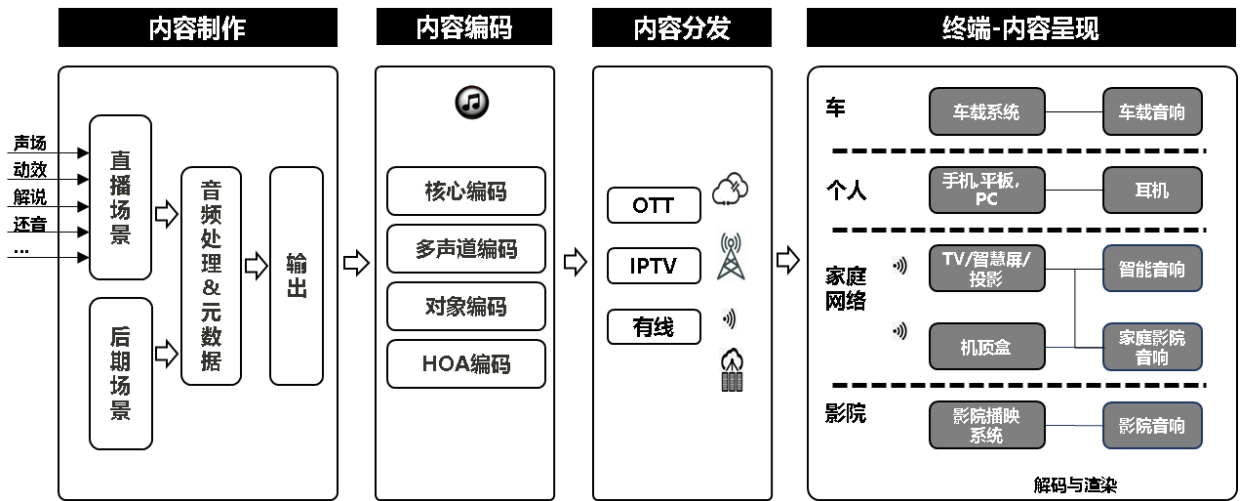 内容制作
内容编码
内容分发
终端-内容呈现
声场
动效
解说
还音
...
直播场景
后期场景
音频处理&元数据
输出
核心编码
多声道编码
对象编码
HOA编码
OTT
IPTV
有线
车
车载系统
车载音响
个人
手机,平板,
PC
耳机
家庭
网络
TV/智慧屏/
投影
智能音响
机顶盒
家庭影院
音响
影院
影院播映
系统
影院音响
解码与渲染